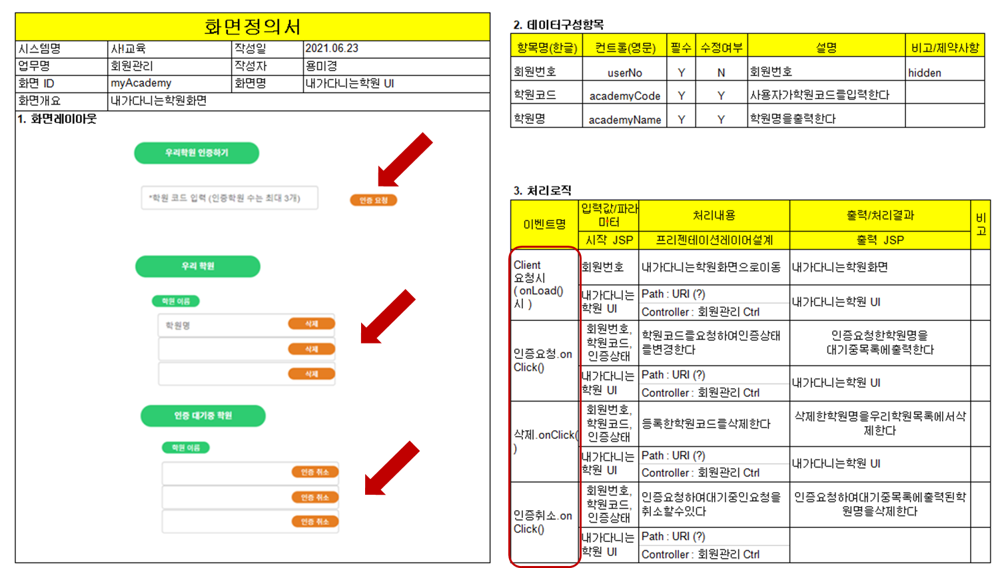 화면정의서
시스템명 사!교육 작성일 2021.06.23
업무명 회원관리 작성자 용미경
화면 ID myAcademy 화면명 내가다니는학원 UI
화면개요 내가다니는학원화면
1. 화면레이아웃
우리학원 인증하기
*학원 코드 입력 (인증학원 수는 최대 3개) 인증 요청
우리 학원
학원 이름
학원명 삭제
삭제
삭제
인증 대기중 학원
학원 이름
인증 취소
인증 취소
인증 취소
2. 데이터구성항목
항목명(한글) 컨트롤(영문) 필수 수정여부 설명 비고/제약사항
회원번호 userNo Y N 회원번호 hidden
학원코드 academyCode Y Y 사용자가학원코드를입력한다
학원명 academyName Y Y 학원명을출력한다
3. 처리로직
이벤트명
입력값/파라
미터
처리내용
출력/처리결과
비
고
시작 JSP 프리젠테이션레이어설계 출력 JSP
Client
요청시
( onLoad()
시 )
회원번호 내가다니는학원화면으로이동 내가다니는학원화면
내가다니는
학원 UI
Path : URI (?)
Controller : 회원관리 Ctrl
내가다니는학원 UI
인증요청.on
Click()
회원번호,
학원코드,
인증상태
학원코드를요청하여인증상태
를변경한다
인증요청한학원명을
대기중목록에출력한다
내가다니는
학원 UI
Path : URI (?)
Controller : 회원관리 Ctrl
내가다니는학원 UI
삭제.onClick(
)
회원번호,
학원코드,
인증상태
등록한학원코드를삭제한다
삭제한학원명을우리학원목록에서삭
제한다
내가다니는
학원 UI
Path : URI (?)
Controller : 회원관리 Ctrl
내가다니는학원 UI
인증취소.on
Click()
회원번호,
학원코드,
인증상태
인증요청하여대기중인요청을
취소할수있다
인증요청하여대기중목록에출력된학
원명을삭제한다
내가다니는
학원 UI
Path : URI (?)
Controller : 회원관리 Ctrl